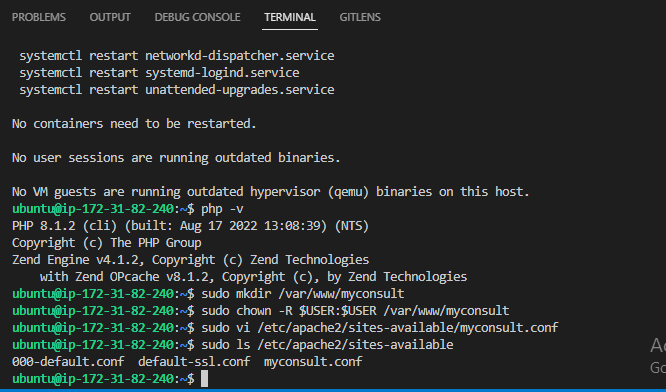 PROBLEMS OUTPUT DEBUG CONSOLE TERMINAL GITLENS
systemctl restart networkd-dispatcher.service
systemctl restart systemd-logind.service
systemctl restart unattended-upgrades.service
No containers need to be restarted.
No user sessions are running outdated binaries.
No VM guests are running outdated hypervisor (qemu) binaries on this host.
ubuntu@ip-172-31-82-240:~$ php -v
PHP 8.1.2 (cli) (built: Aug 17 2022 13:08:39) (NTS)
Copyright (c) The PHP Group
Zend Engine v4.1.2, Copyright (c) Zend Technologies
    with Zend OPcache v8.1.2, Copyright (c), by Zend Technologies
ubuntu@ip-172-31-82-240:~$ sudo mkdir /var/www/myconsult
ubuntu@ip-172-31-82-240:~$ sudo chown -R $USER:$USER /var/www/myconsult
ubuntu@ip-172-31-82-240:~$ sudo vi /etc/apache2/sites-available/myconsult.conf
ubuntu@ip-172-31-82-240:~$ sudo ls /etc/apache2/sites-available
000-default.conf  default-ssl.conf  myconsult.conf
ubuntu@ip-172-31-82-240:~$